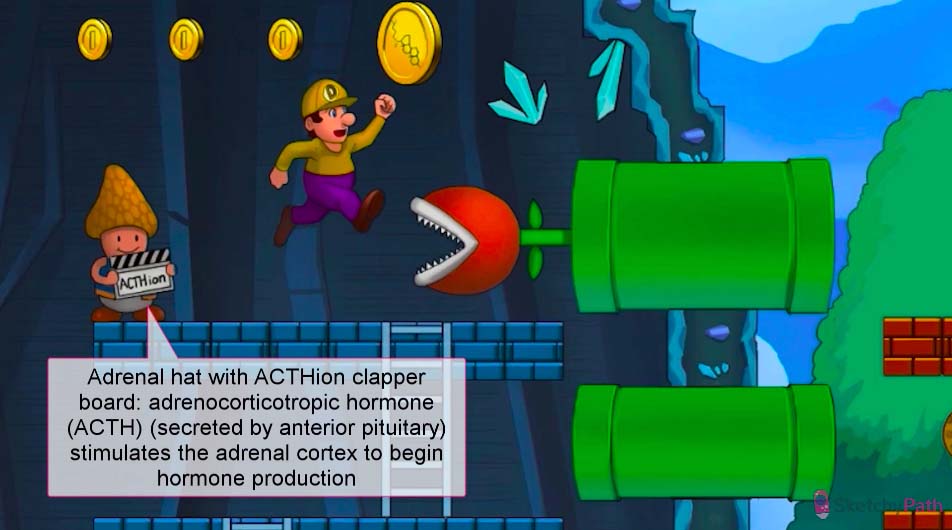 ACTHion
Adrenal hat with ACTHion clapper
board: adrenocorticotropic hormone
(ACTH) (secreted by anterior pituitary)
stimulates the adrenal cortex to begin
hormone production
SketchyPath